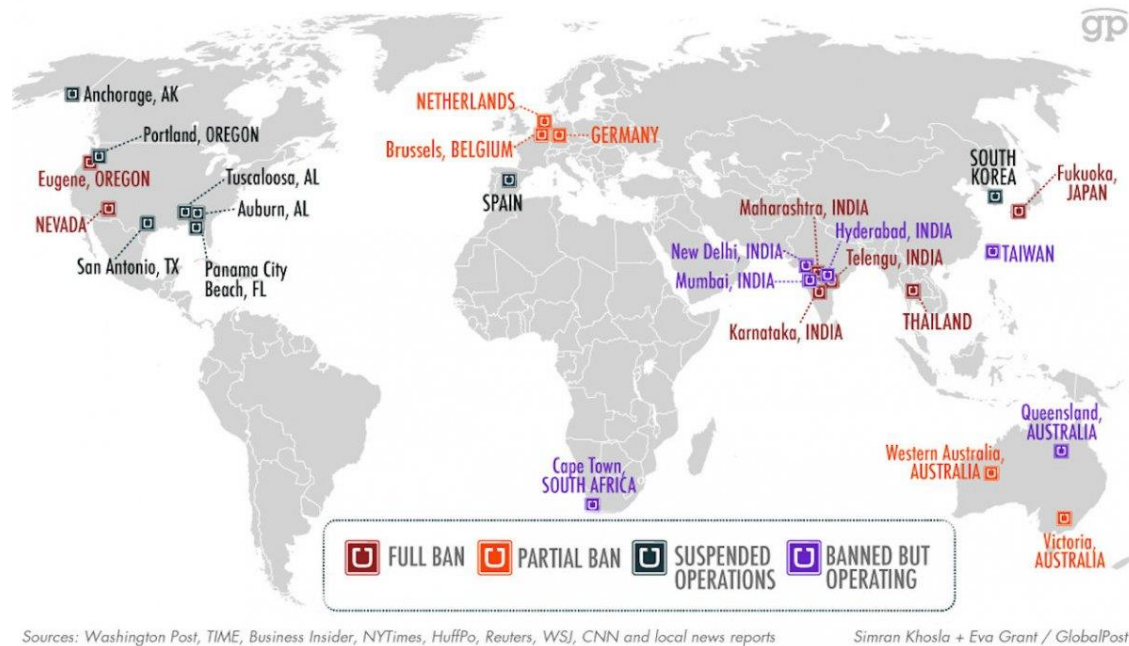 gp
Anchorage, AK
Portland, OREGON
Eugene, OREGON
NEVADA
Tuscaloosa, AL
Auburn, AL
San Antonio, TX
Panama City
Beach, FL
NETHERLANDS
Brussels, BELGIUM
GERMANY
SPAIN
SOUTH
KOREA
Fukuoka,
JAPAN
Maharashtra, INDIA
Hyderabad, INDIA
New Delhi, INDIA
Telengu, INDIA
Mumbai, INDIA
TAIWAN
Karnataka, INDIA
THAILAND
Queensland,
AUSTRALIA
Western Australia,
AUSTRALIA
Cape Town,
SOUTH AFRICA
Victoria,
AUSTRALIA
FULL BAN
PARTIAL BAN
SUSPENDED
OPERATIONS
BANNED BUT
OPERATING
Sources: Washington Post, TIME, Business Insider, NYTimes, HuffPo, Reuters, WSJ, CNN and local news reports
Simran Khosla + Eva Grant / GlobalPost